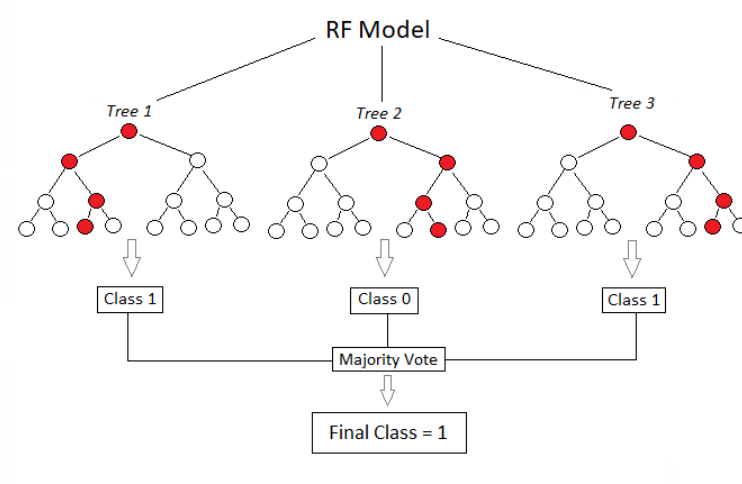 RF Model
Tree 1
Tree 2
Tree 3
Class 1
Class 0
Class 1
Majority Vote
Final Class = 1